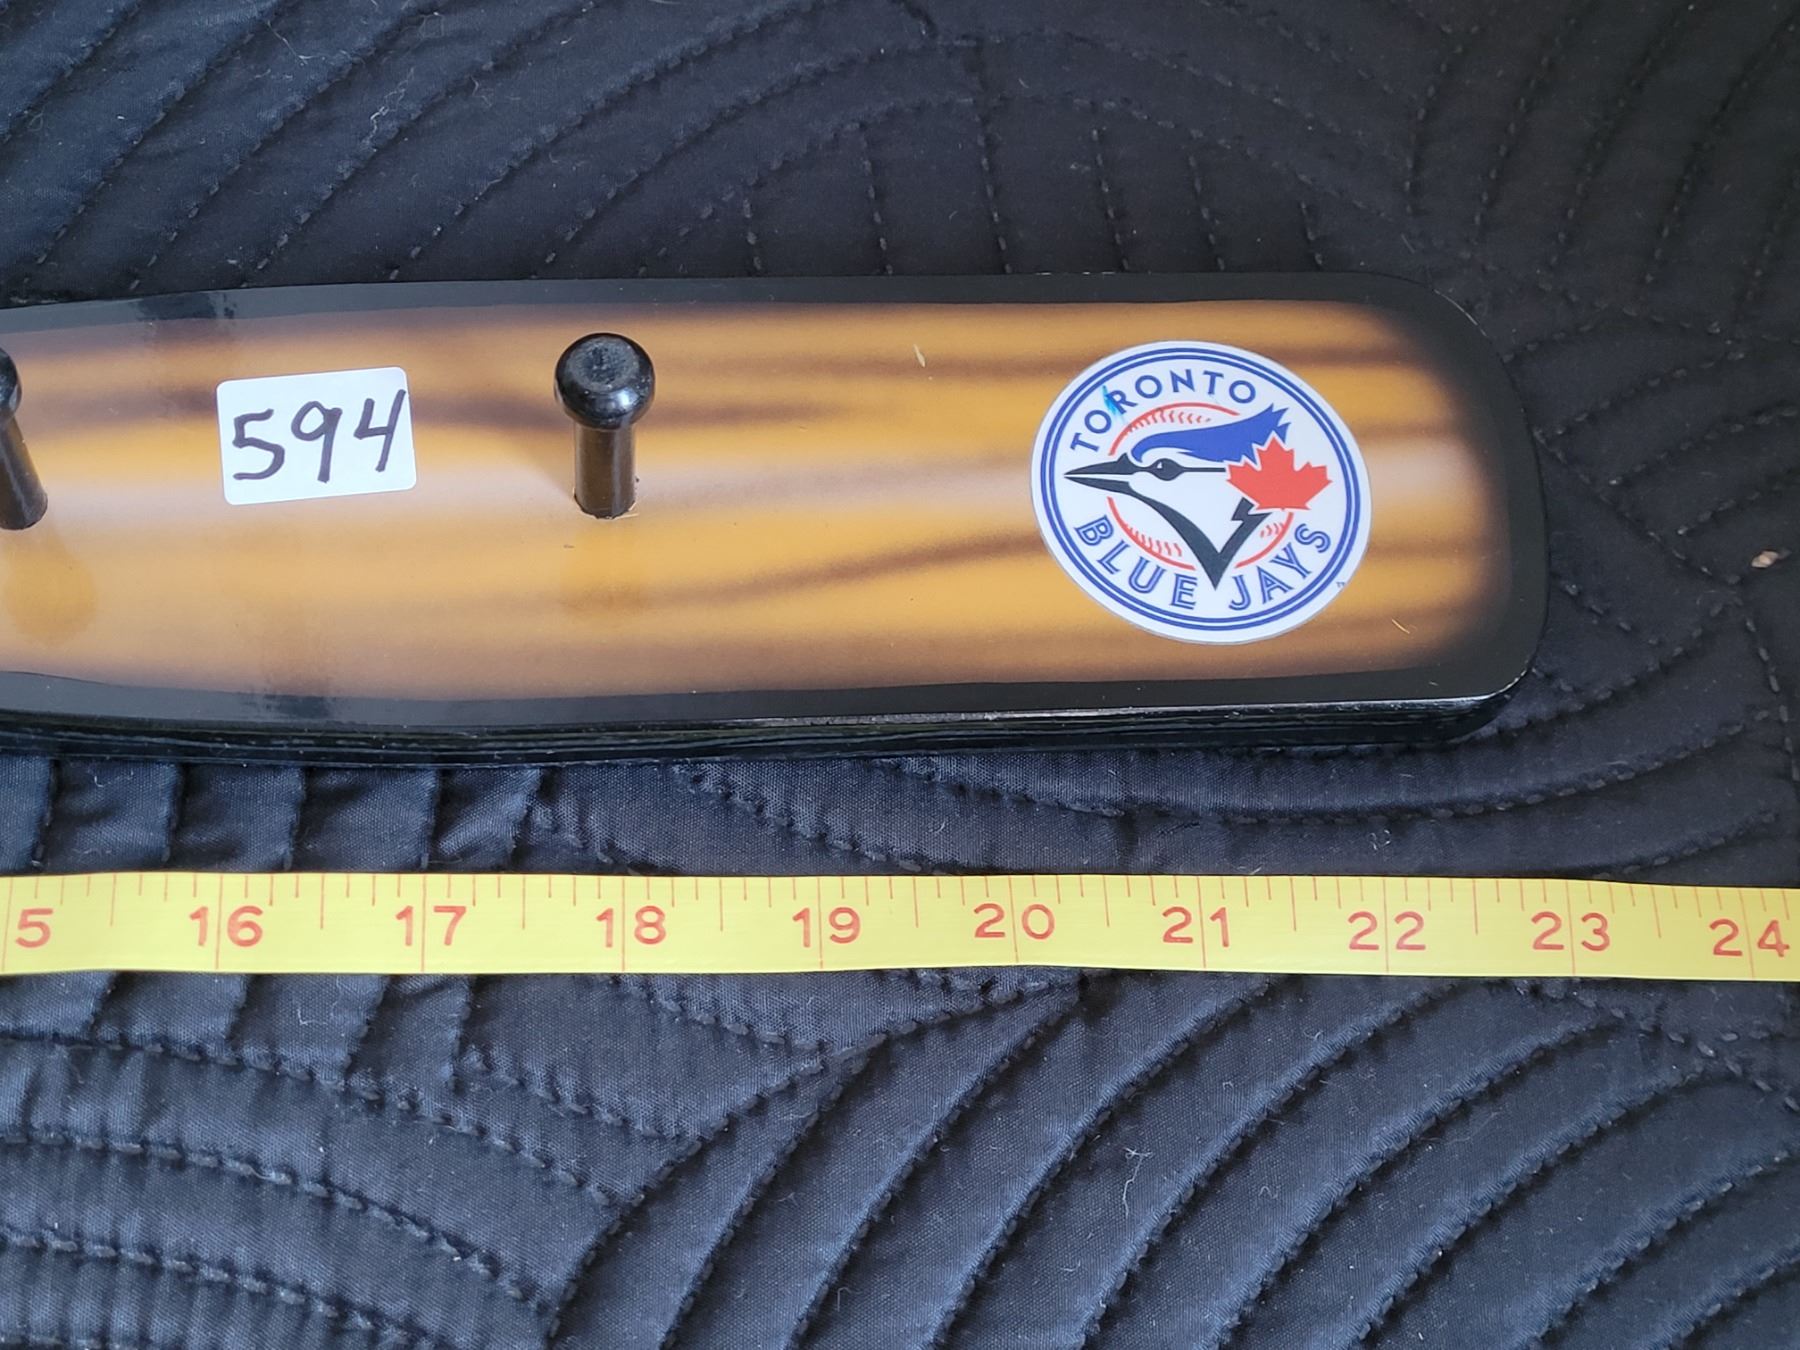 594
TORONTO
BLUE JAYS
5 16 17 18 19 20 21 22 23 24